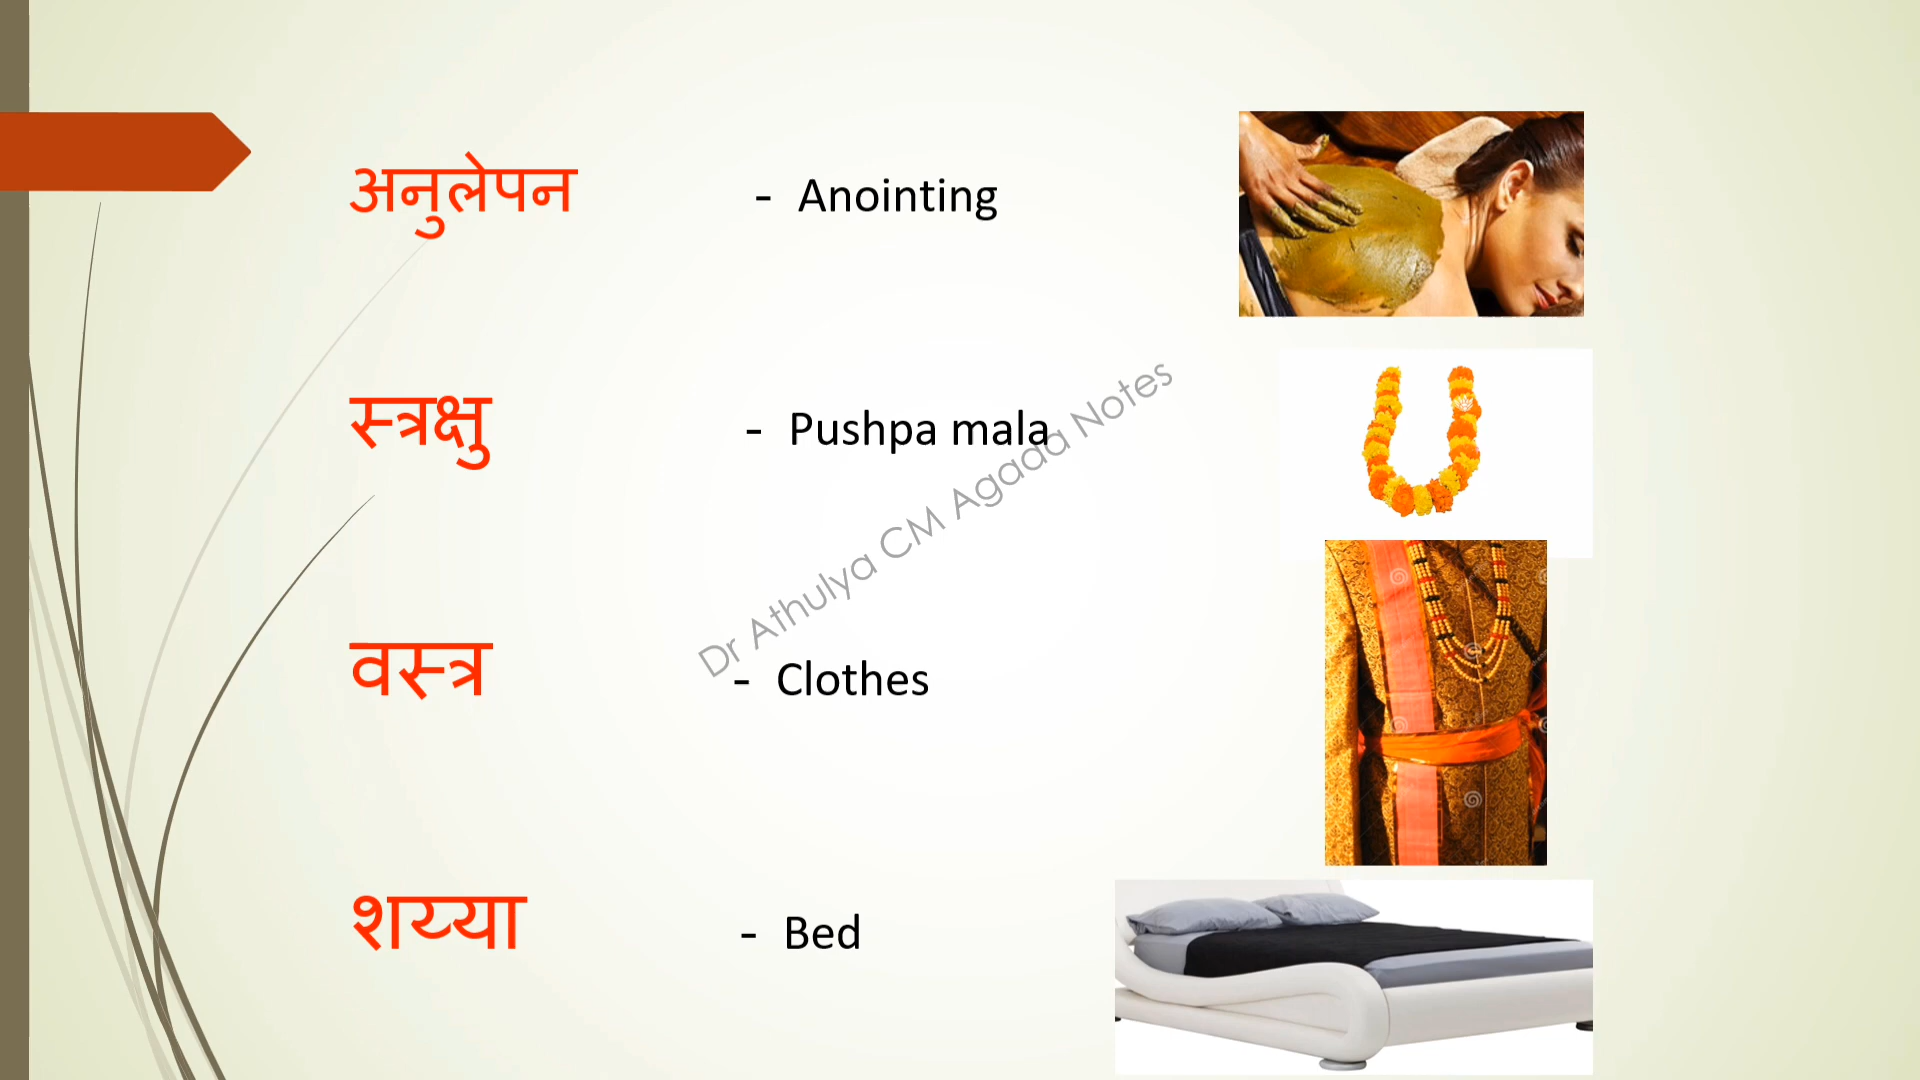 अनुलेपन - Anointing
स्त्रक्षु - Pushpa mala
Dr Athulya CM Agada Notes
वस्त्र - Clothes
शय्या - Bed